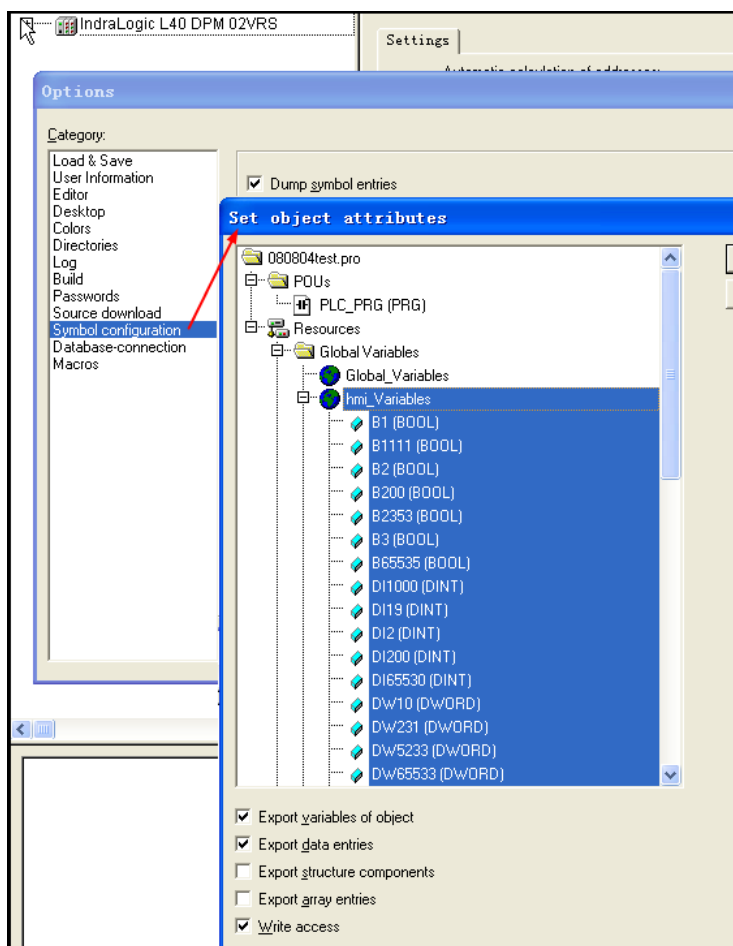 IndraLogic L40 DPM 02VRS
Settings
Automatic calculation of addresses:
Options
Category:
Load & Save
User Information
Editor
Desktop
Colors
Directories
Log
Build
Passwords
Source download
Symbol configuration
Database-connection
Macros
Dump symbol entries
Set object attributes
080804test.pro
POUs
PLC_PRG (PRG)
Resources
Global Variables
Global_Variables
hmi_Variables
B1 (BOOL)
B1111 (BOOL)
B2 (BOOL)
B200 (BOOL)
B2353 (BOOL)
B3 (BOOL)
B65535 (BOOL)
DI1000 (DINT)
DI19 (DINT)
DI2 (DINT)
DI200 (DINT)
DI65530 (DINT)
DW10 (DWORD)
DW231 (DWORD)
DW5233 (DWORD)
DW65533 (DWORD)
Export variables of object
Export data entries
Export structure components
Export array entries
Write access